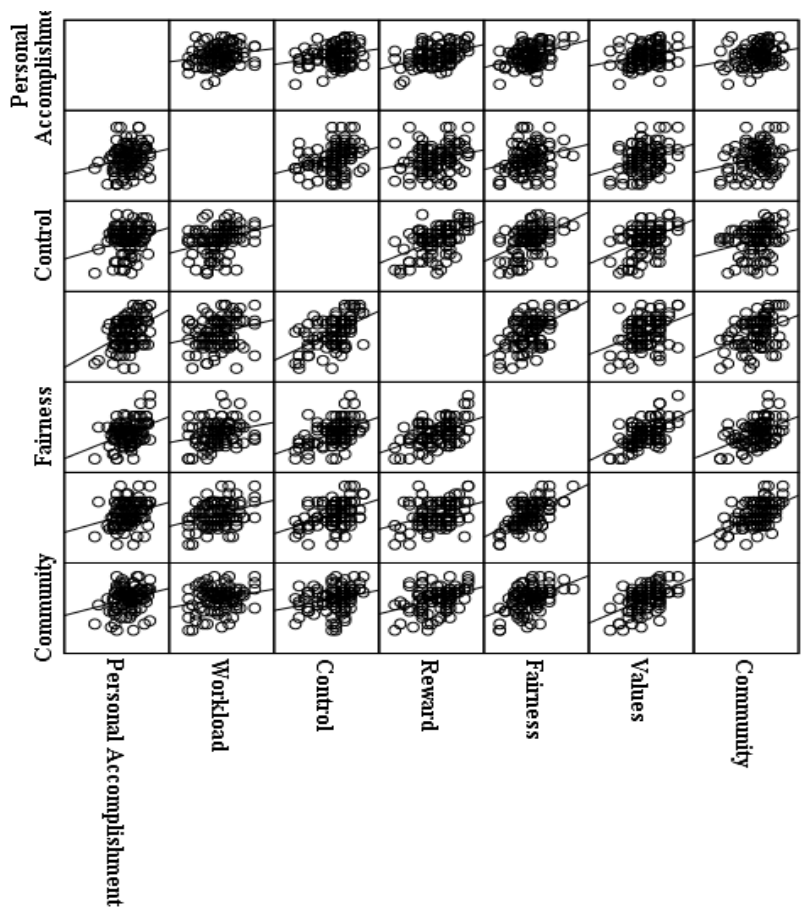 Personal
Accomplishme
Control
Fairness
Community
Personal Accomplishment
Workload
Control
Reward
Fairness
Values
Community